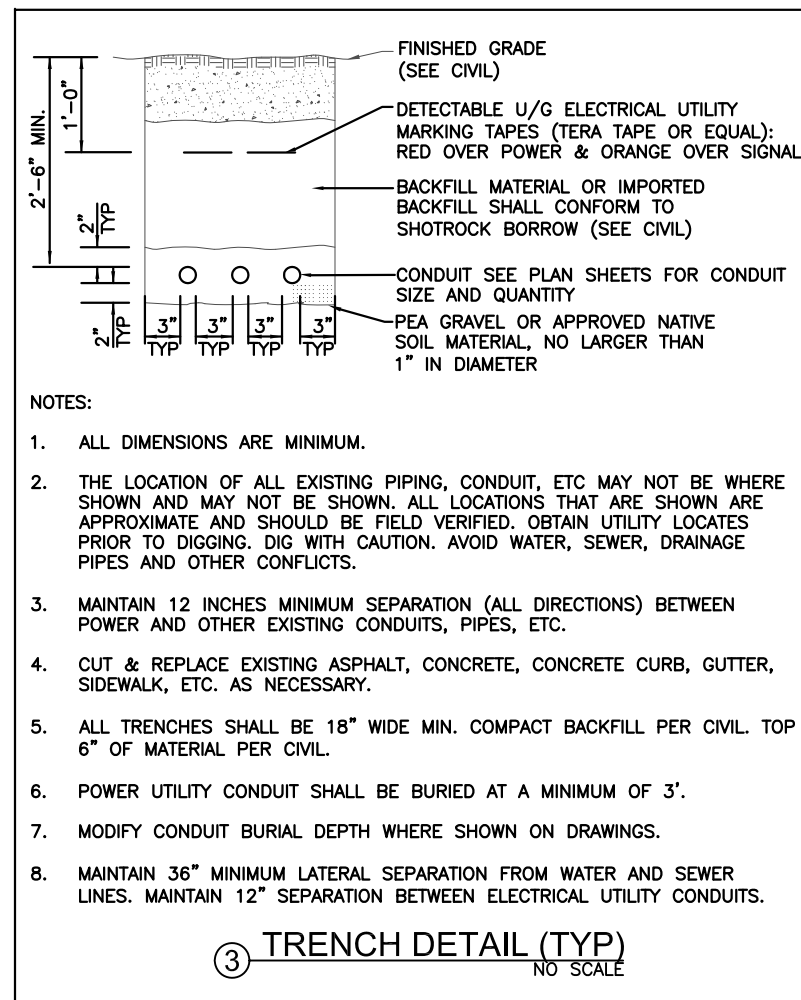 FINISHED GRADE
(SEE CIVIL)
1'-0"
2'-6" MIN.
DETECTABLE U/G ELECTRICAL UTILITY
MARKING TAPES (TERA TAPE OR EQUAL):
RED OVER POWER & ORANGE OVER SIGNAL
BACKFILL MATERIAL OR IMPORTED
BACKFILL SHALL CONFORM TO
SHOTROCK BORROW (SEE CIVIL)
2"
TYP
CONDUIT SEE PLAN SHEETS FOR CONDUIT
SIZE AND QUANTITY
2"
TYP
3" 3" 3" 3"
TYP TYP TYP TYP
PEA GRAVEL OR APPROVED NATIVE
SOIL MATERIAL, NO LARGER THAN
1" IN DIAMETER
NOTES:
1. ALL DIMENSIONS ARE MINIMUM.
2. THE LOCATION OF ALL EXISTING PIPING, CONDUIT, ETC MAY NOT BE WHERE
SHOWN AND MAY NOT BE SHOWN. ALL LOCATIONS THAT ARE SHOWN ARE
APPROXIMATE AND SHOULD BE FIELD VERIFIED. OBTAIN UTILITY LOCATES
PRIOR TO DIGGING. DIG WITH CAUTION. AVOID WATER, SEWER, DRAINAGE
PIPES AND OTHER CONFLICTS.
3. MAINTAIN 12 INCHES MINIMUM SEPARATION (ALL DIRECTIONS) BETWEEN
POWER AND OTHER EXISTING CONDUITS, PIPES, ETC.
4. CUT & REPLACE EXISTING ASPHALT, CONCRETE, CONCRETE CURB, GUTTER,
SIDEWALK, ETC. AS NECESSARY.
5. ALL TRENCHES SHALL BE 18" WIDE MIN. COMPACT BACKFILL PER CIVIL. TOP
6" OF MATERIAL PER CIVIL.
6. POWER UTILITY CONDUIT SHALL BE BURIED AT A MINIMUM OF 3'.
7. MODIFY CONDUIT BURIAL DEPTH WHERE SHOWN ON DRAWINGS.
8. MAINTAIN 36" MINIMUM LATERAL SEPARATION FROM WATER AND SEWER
LINES. MAINTAIN 12" SEPARATION BETWEEN ELECTRICAL UTILITY CONDUITS.
3 TRENCH DETAIL (TYP)
NO SCALE